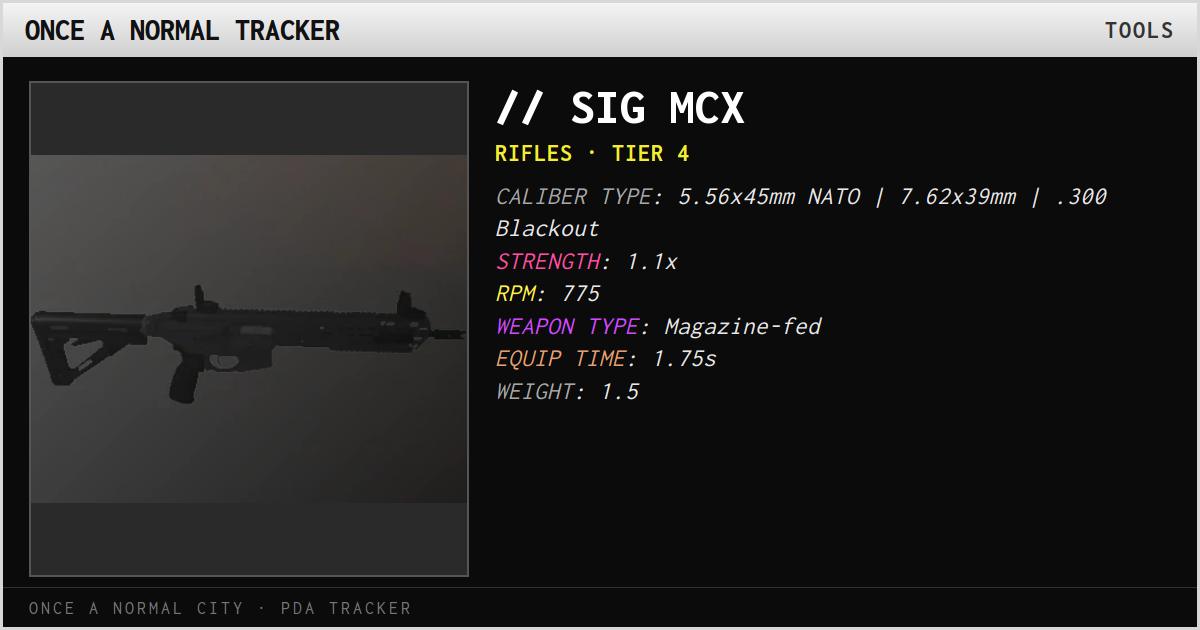 ONCE A NORMAL TRACKER
TOOLS
// SIG MCX
RIFLES · TIER 4
CALIBER TYPE: 5.56x45mm NATO | 7.62x39mm | .300
Blackout
STRENGTH: 1.1x
RPM: 775
WEAPON TYPE: Magazine-fed
EQUIP TIME: 1.75s
WEIGHT: 1.5
ONCE A NORMAL CITY · PDA TRACKER